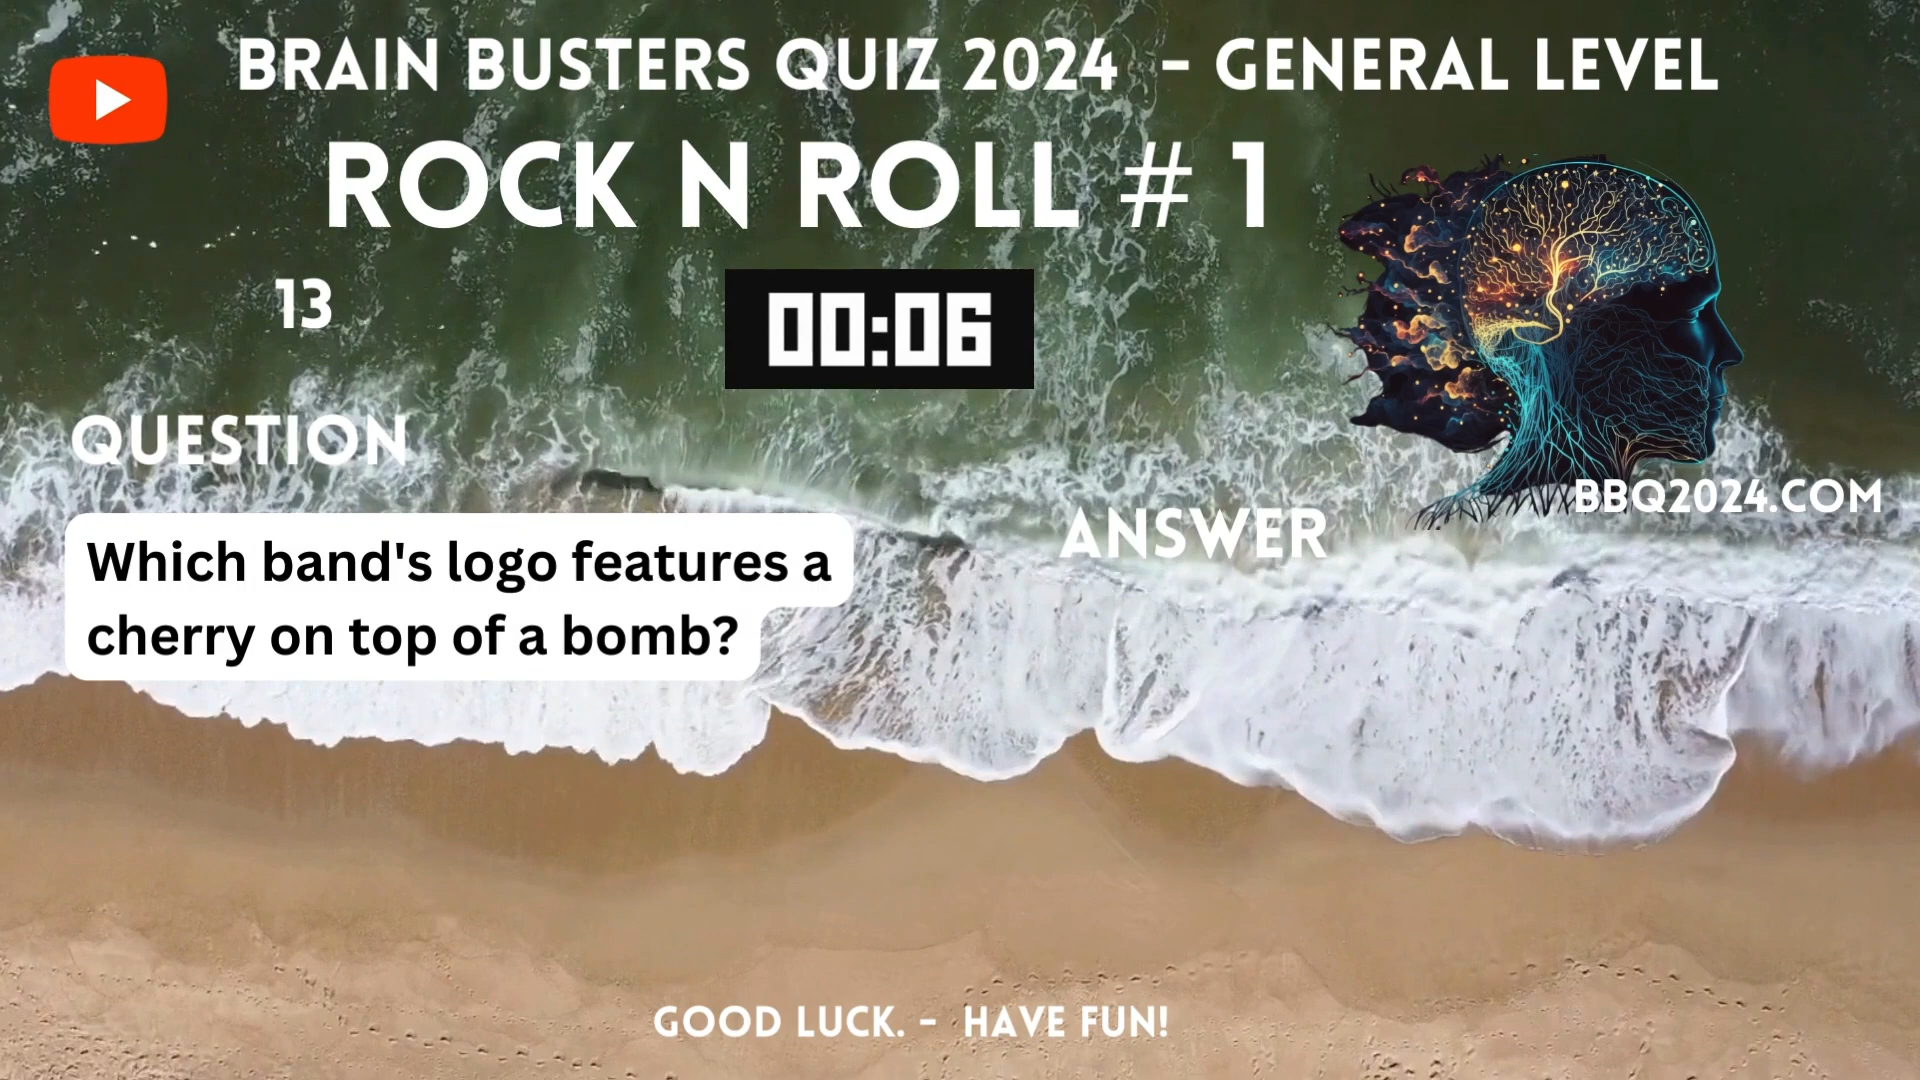 BRAIN BUSTERS QUIZ 2024 - GENERAL LEVEL
ROCK N ROLL # 1
13
00:06
QUESTION
Which band's logo features a
cherry on top of a bomb?
ANSWER
BBQ2024.COM
GOOD LUCK. - HAVE FUN!